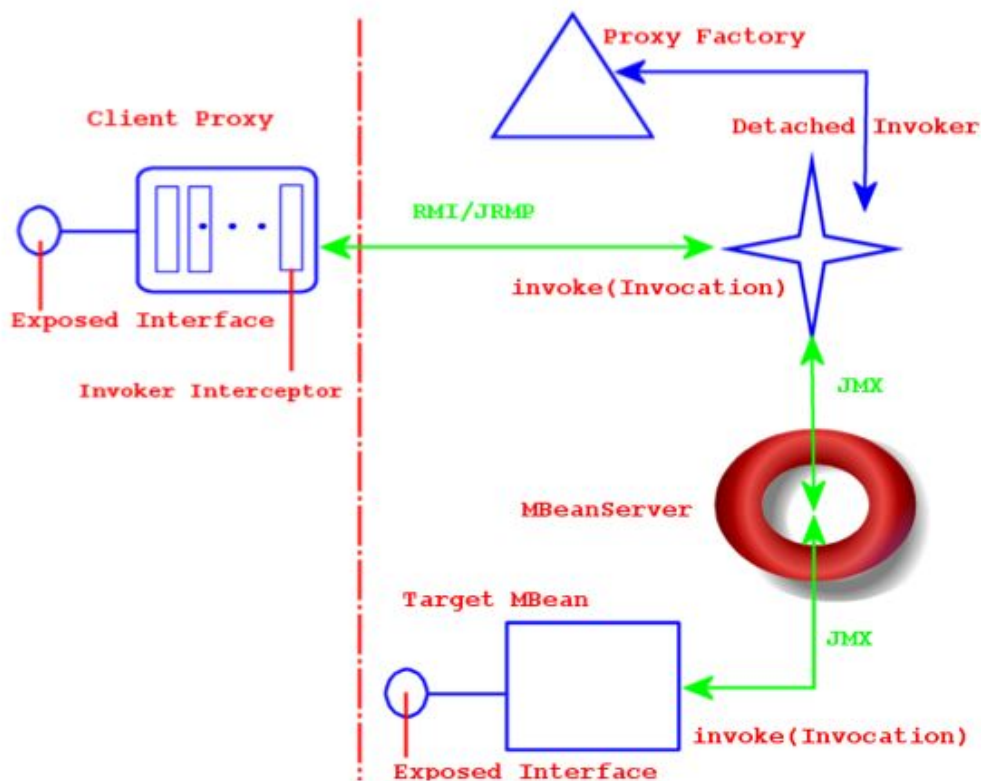 Proxy Factory
Client Proxy
Detached Invoker
RMI/JRMP
invoke(Invocation)
Exposed Interface
Invoker Interceptor
JMX
MBeanServer
Target MBean
JMX
invoke(Invocation)
Exposed Interface